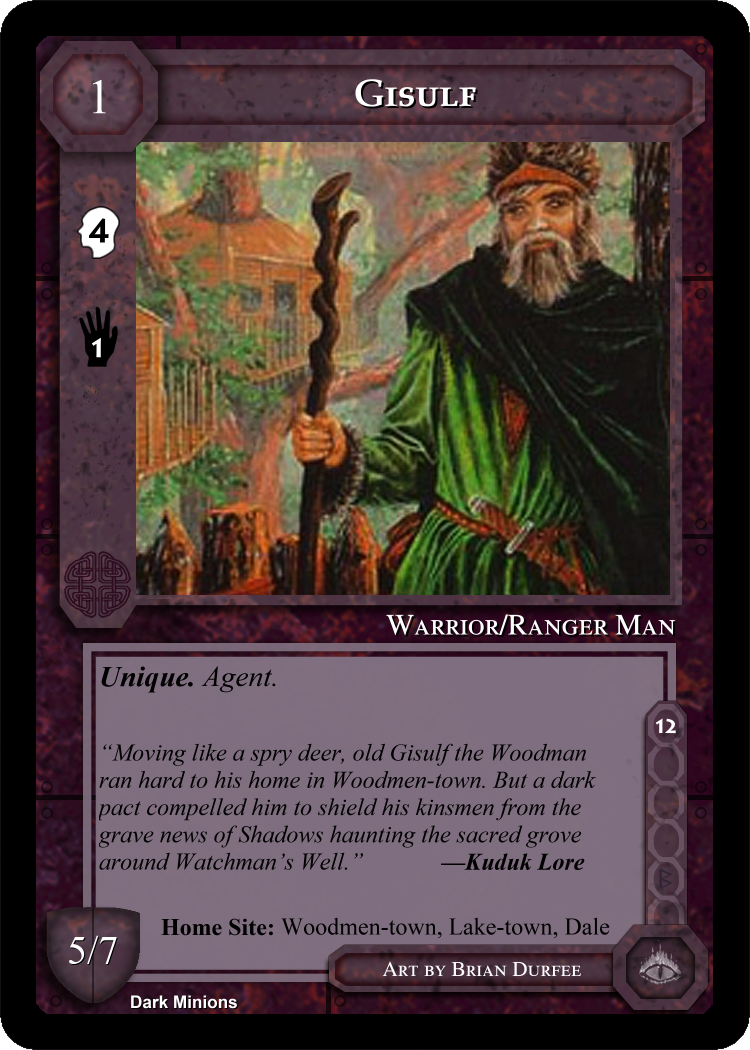 1
Gisulf
4
1
Warrior/Ranger Man
Unique. Agent.
12
“Moving like a spry deer, old Gisulf the Woodman
ran hard to his home in Woodmen-town. But a dark
pact compelled him to shield his kinsmen from the
grave news of Shadows haunting the sacred grove
around Watchman’s Well.” —Kuduk Lore
Home Site: Woodmen-town, Lake-town, Dale
5/7
Art by Brian Durfee
Dark Minions